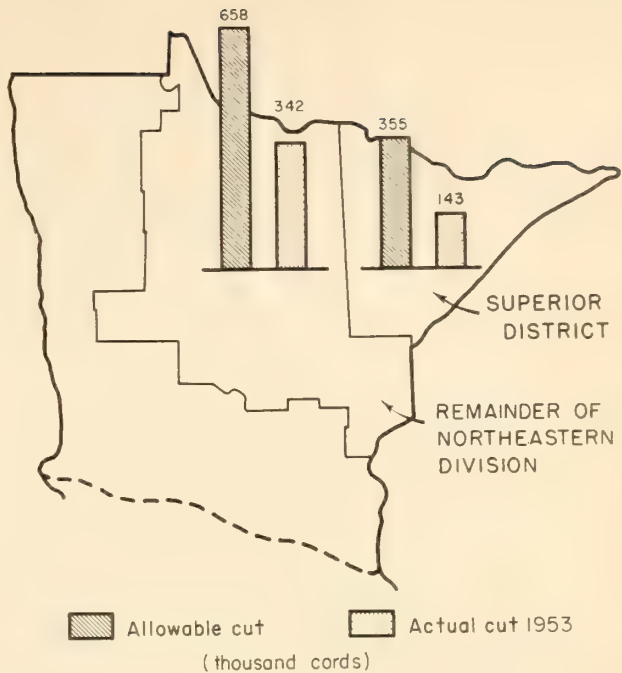 658
342
355
143
SUPERIOR
DISTRICT
REMAINDER OF
NORTHEASTERN
DIVISION
Allowable cut
Actual cut 1953
(thousand cords)